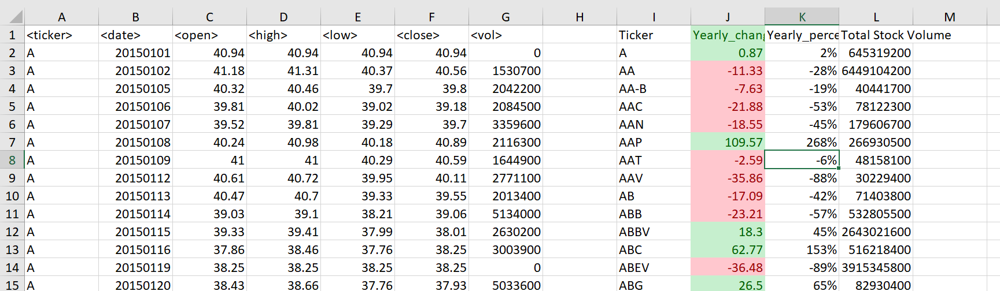 A B C D E F G H I J K L M
1 <ticker> <date> <open> <high> <low> <close> <vol> Ticker Yearly_chang Yearly_perce Total Stock Volume
2 A 20150101 40.94 40.94 40.94 40.94 0 A 0.87 2% 645319200
3 A 20150102 41.18 41.31 40.37 40.56 1530700 AA -11.33 -28% 6449104200
4 A 20150105 40.32 40.46 39.7 39.8 2042200 AA-B -7.63 -19% 40441700
5 A 20150106 39.81 40.02 39.02 39.18 2084500 AAC -21.88 -53% 78122300
6 A 20150107 39.52 39.81 39.29 39.7 3359600 AAN -18.55 -45% 179606700
7 A 20150108 40.24 40.98 40.18 40.89 2116300 AAP 109.57 268% 266930500
8 A 20150109 41 41 40.29 40.59 1644900 AAT -2.59 -6% 48158100
9 A 20150112 40.61 40.72 39.95 40.11 2771100 AAV -35.86 -88% 30229400
10 A 20150113 40.47 40.7 39.33 39.55 2013400 AB -17.09 -42% 71403800
11 A 20150114 39.03 39.1 38.21 39.06 5134000 ABB -23.21 -57% 532805500
12 A 20150115 39.33 39.41 37.99 38.01 2630200 ABBV 18.3 45% 2643021600
13 A 20150116 37.86 38.46 37.76 38.25 3003900 ABC 62.77 153% 516218400
14 A 20150119 38.25 38.25 38.25 38.25 0 ABEV -36.48 -89% 3915345800
15 A 20150120 38.43 38.66 37.76 37.93 5033600 ABG 26.5 65% 82930400